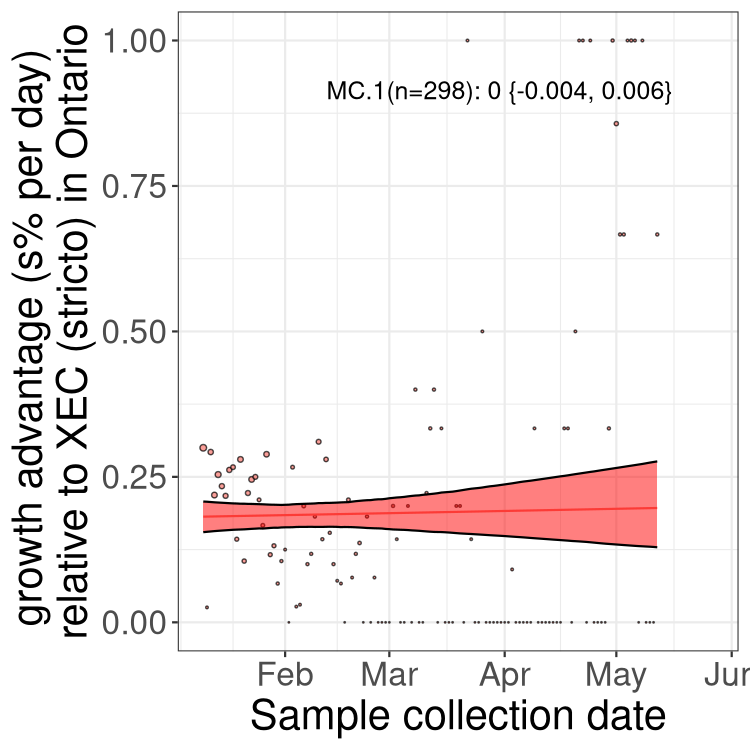 growth advantage (s% per day)
relative to XEC (stricto) in Ontario
1.00
0.75
0.50
0.25
0.00
MC.1(n=298): 0 {-0.004, 0.006}
Feb Mar Apr May Jun
Sample collection date